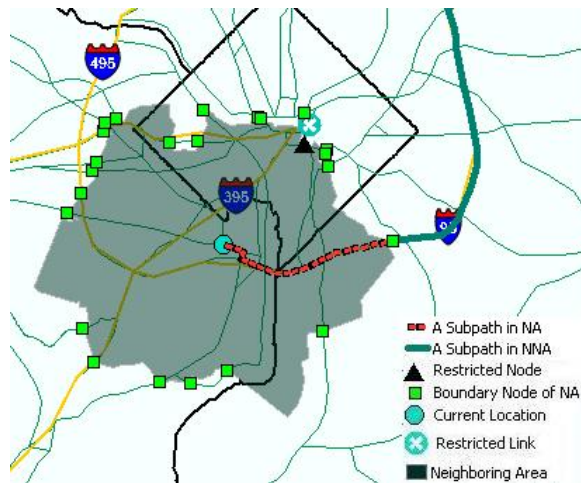 495
395
95
A Subpath in NA
A Subpath in NNA
Restricted Node
Boundary Node of NA
Current Location
Restricted Link
Neighboring Area